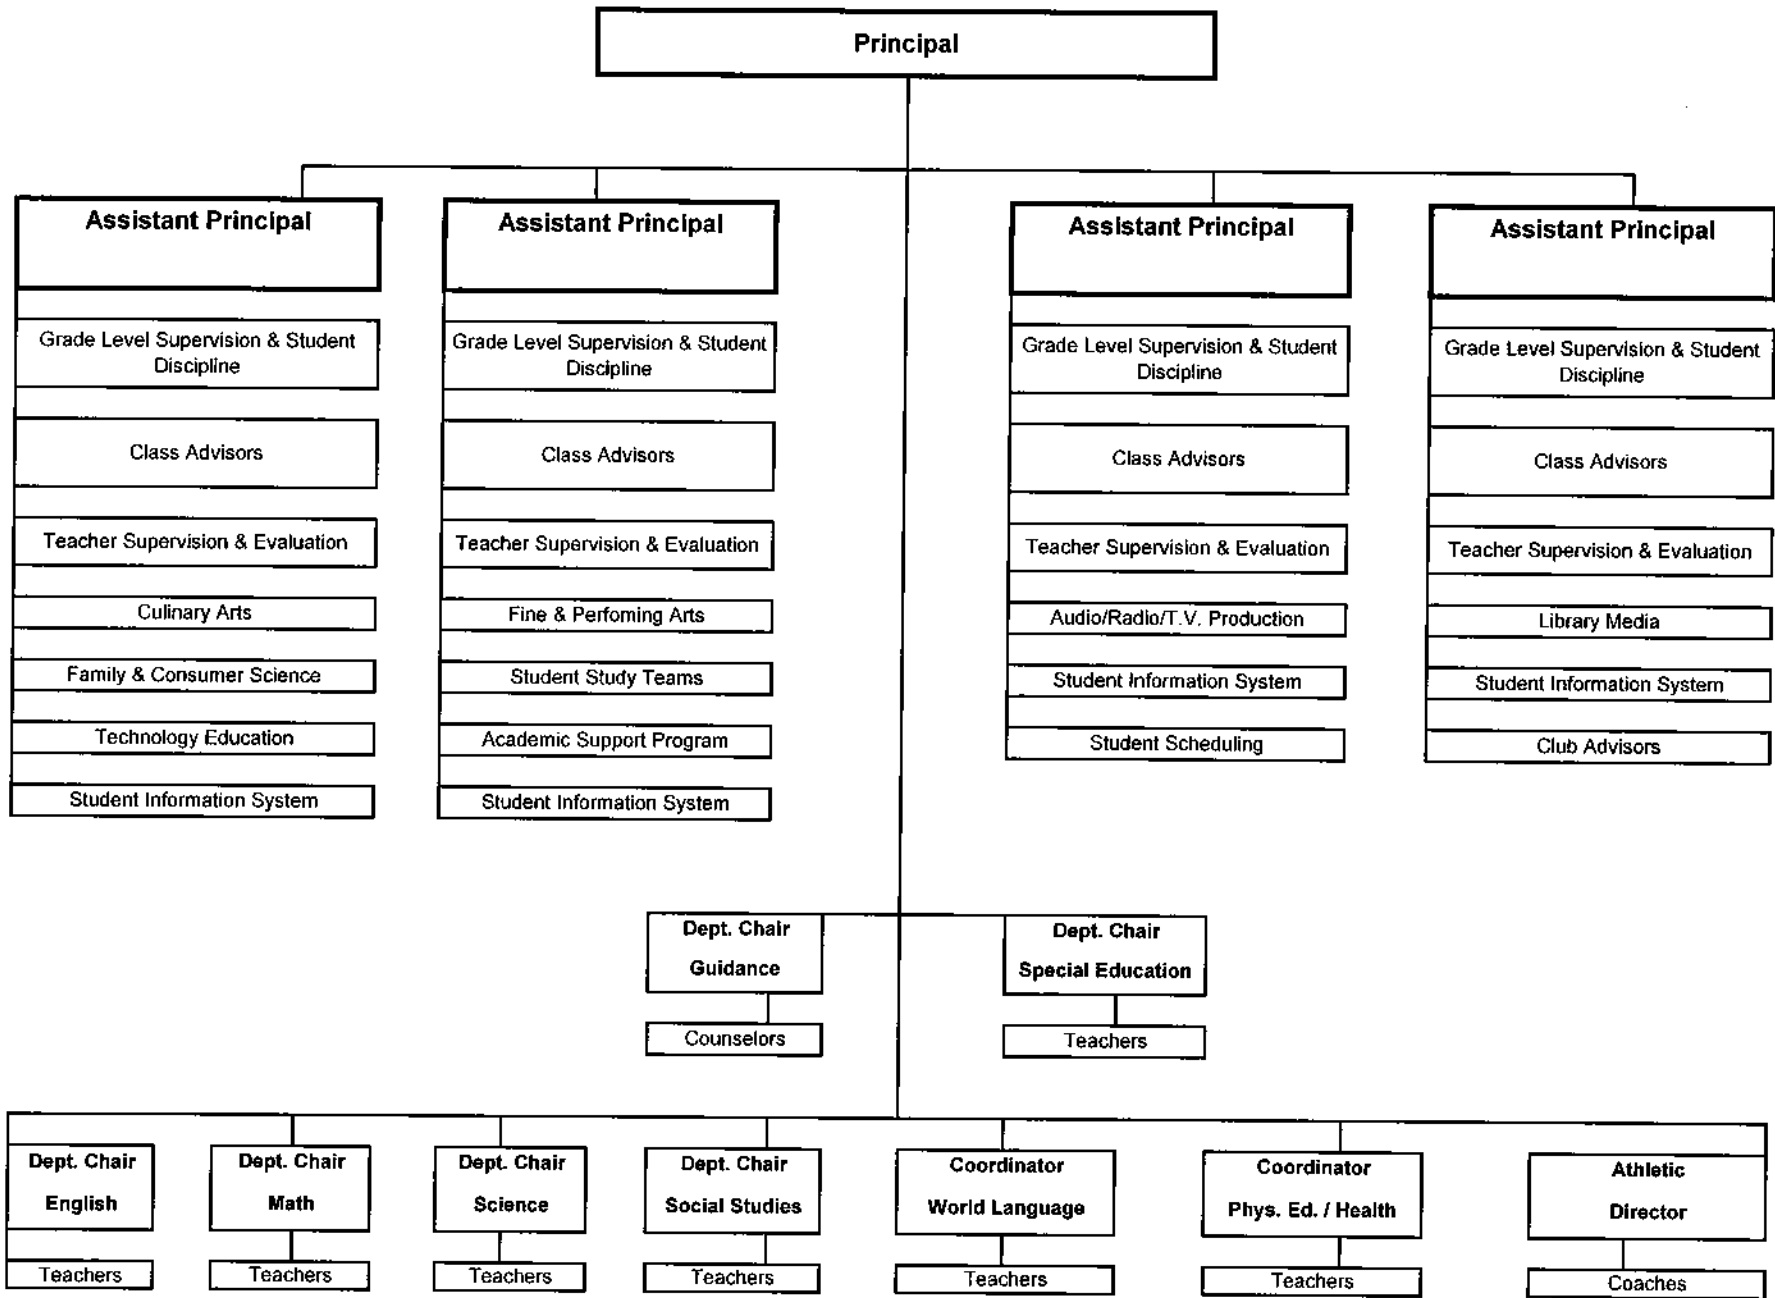 Principal
Assistant Principal
Grade Level Supervision & Student
Discipline
Class Advisors
Teacher Supervision & Evaluation
Culinary Arts
Family & Consumer Science
Technology Education
Student Information System
Assistant Principal
Grade Level Supervision & Student
Discipline
Class Advisors
Teacher Supervision & Evaluation
Fine & Perfoming Arts
Student Study Teams
Academic Support Program
Student Information System
Assistant Principal
Grade Level Supervision & Student
Discipline
Class Advisors
Teacher Supervision & Evaluation
Audio/Radio/T.V. Production
Student Information System
Student Scheduling
Assistant Principal
Grade Level Supervision & Student
Discipline
Class Advisors
Teacher Supervision & Evaluation
Library Media
Student Information System
Club Advisors
Dept. Chair
Guidance
Counselors
Dept. Chair
Special Education
Teachers
Dept. Chair
English
Teachers
Dept. Chair
Math
Teachers
Dept. Chair
Science
Teachers
Dept. Chair
Social Studies
Teachers
Coordinator
World Language
Teachers
Coordinator
Phys. Ed. / Health
Teachers
Athletic
Director
Coaches